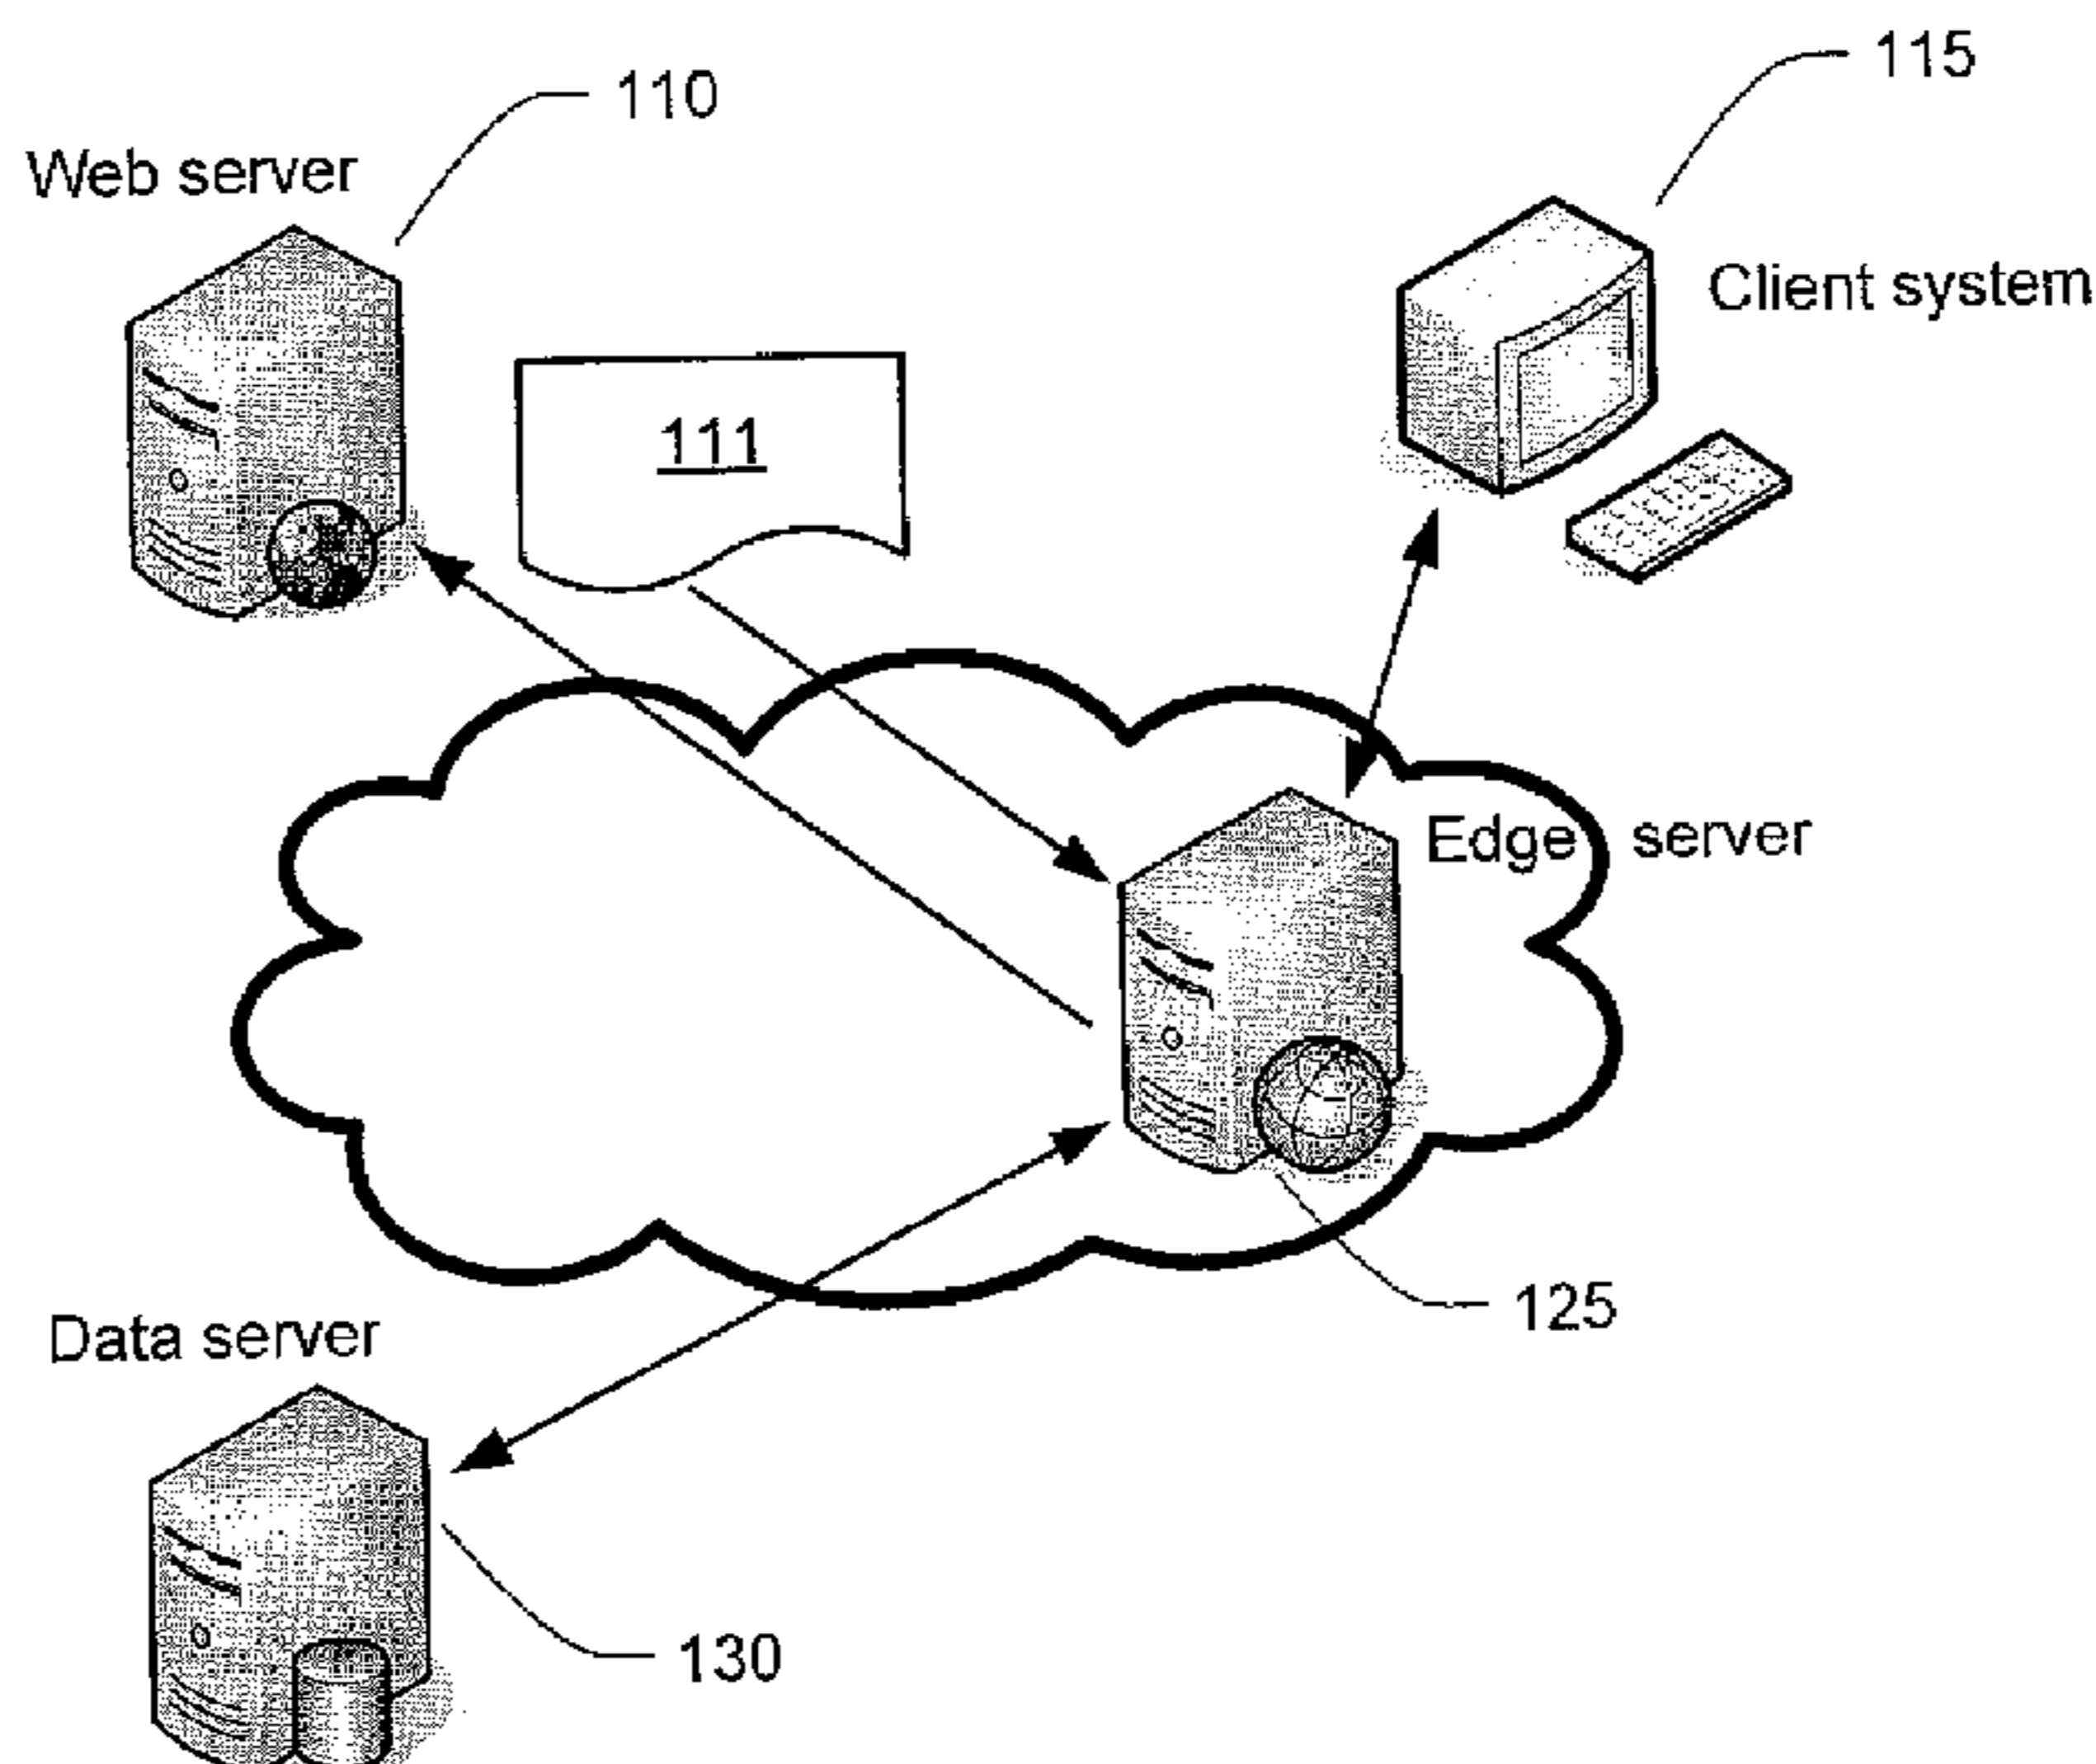 115
110
Web server
Client system
111
Edge server
125
Data server
130